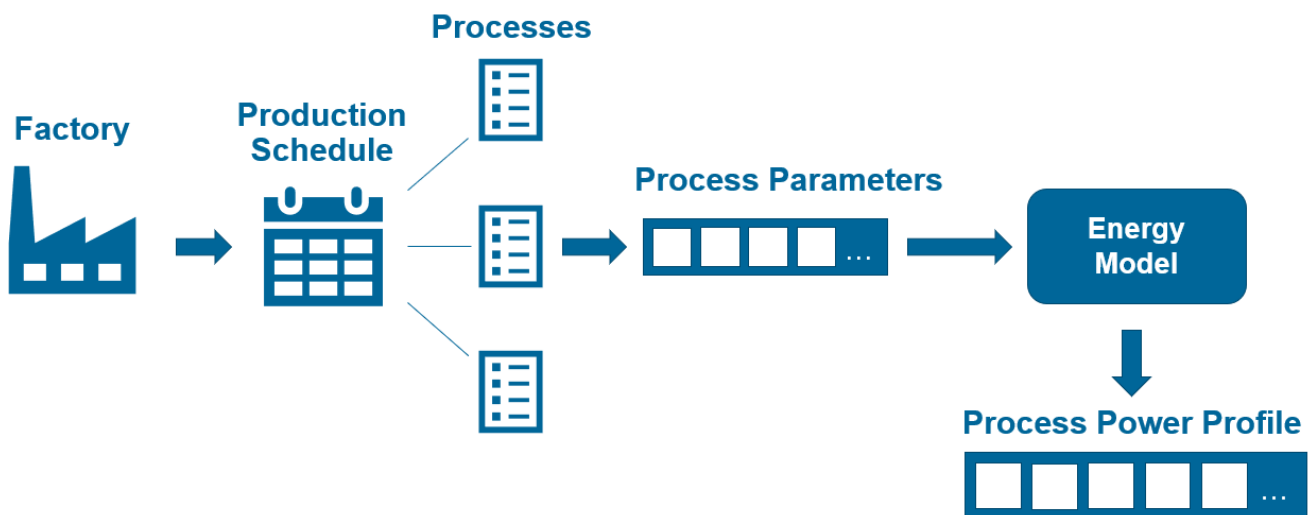 Factory
Production
Schedule
Processes
Process Parameters
...
Energy
Model
Process Power Profile
...